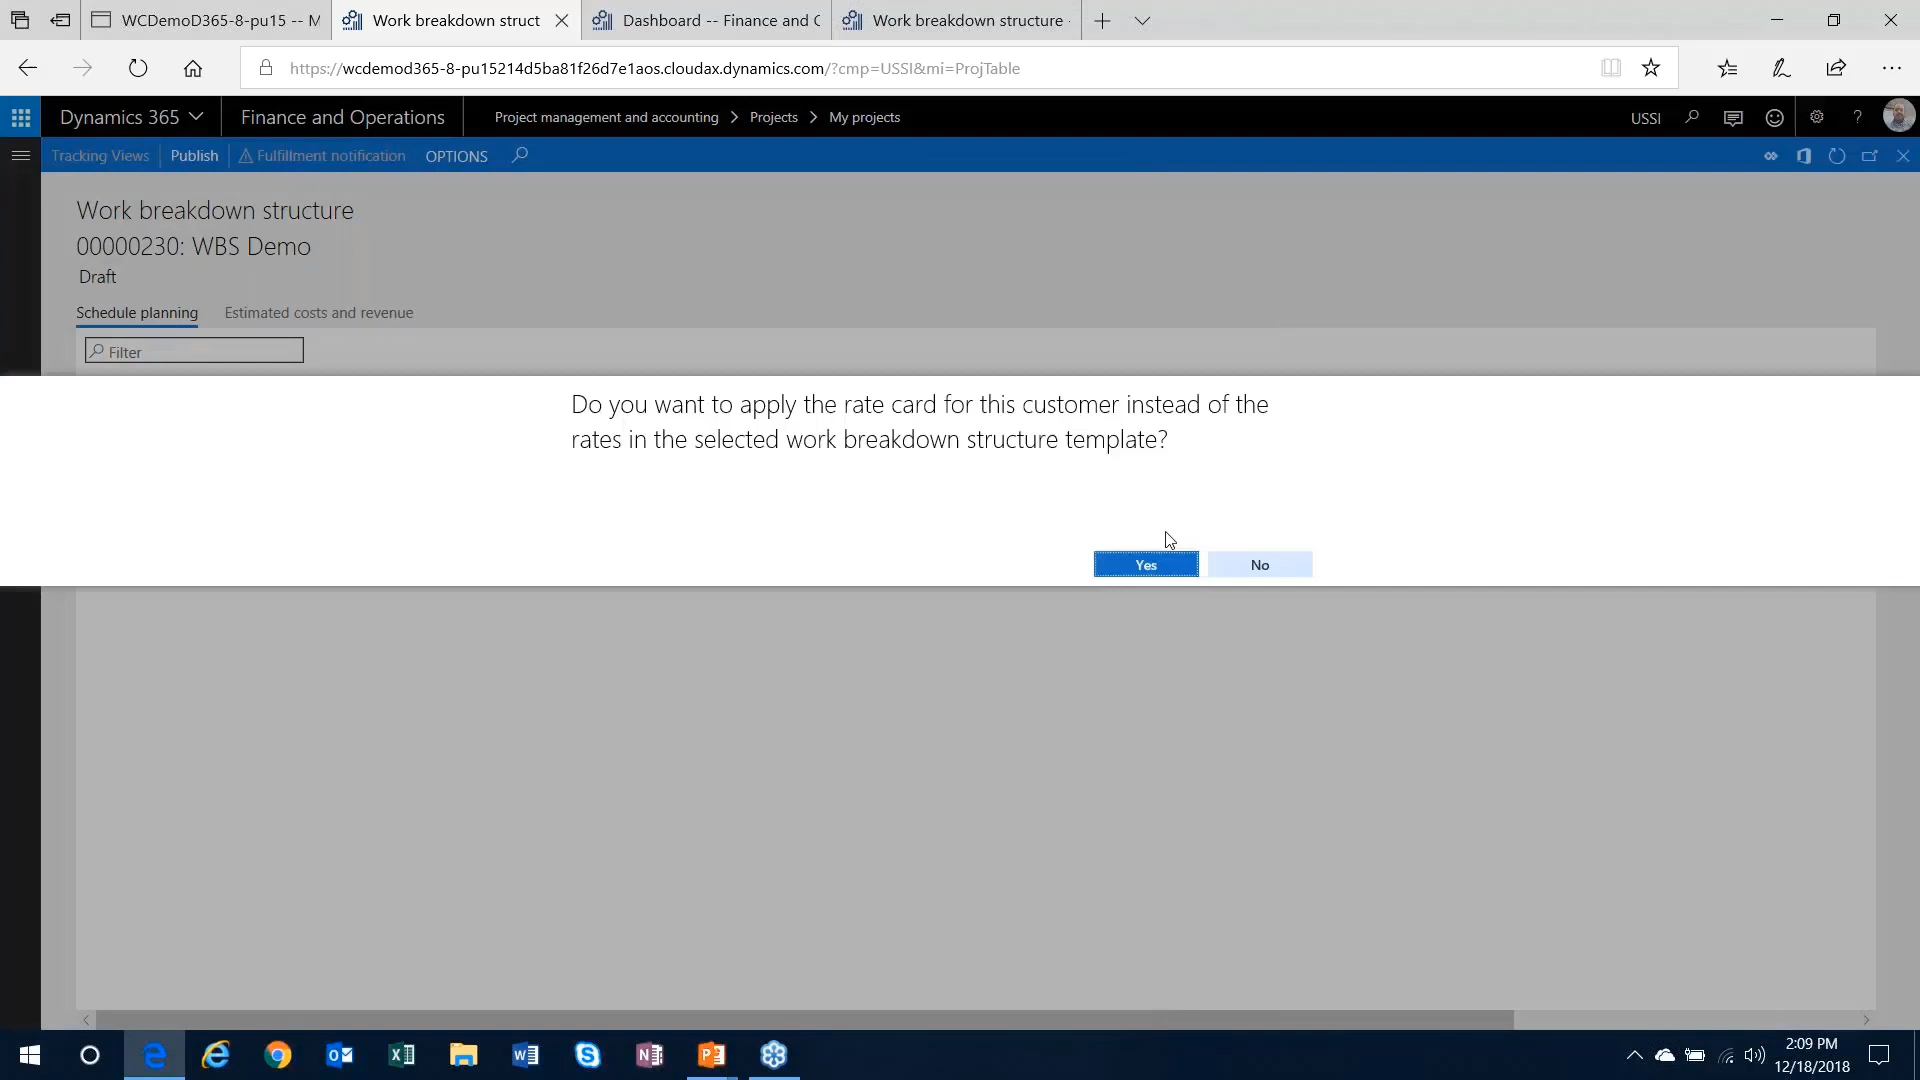 WCDemoD365-8-pu15 -- M
Work breakdown struct
Dashboard -- Finance and C
Work breakdown structure
https://wcdemod365-8-pu15214d5ba81f26d7e1aos.cloudax.dynamics.com/?cmp=USSI&mi=ProjTable
Dynamics 365
Finance and Operations
Project management and accounting > Projects > My projects
USSI
?
Tracking Views
Publish
Fulfillment notification
OPTIONS
Work breakdown structure
00000230: WBS Demo
Draft
Schedule planning
Estimated costs and revenue
Filter
Do you want to apply the rate card for this customer instead of the
rates in the selected work breakdown structure template?
Yes
No
2:09 PM
12/18/2018